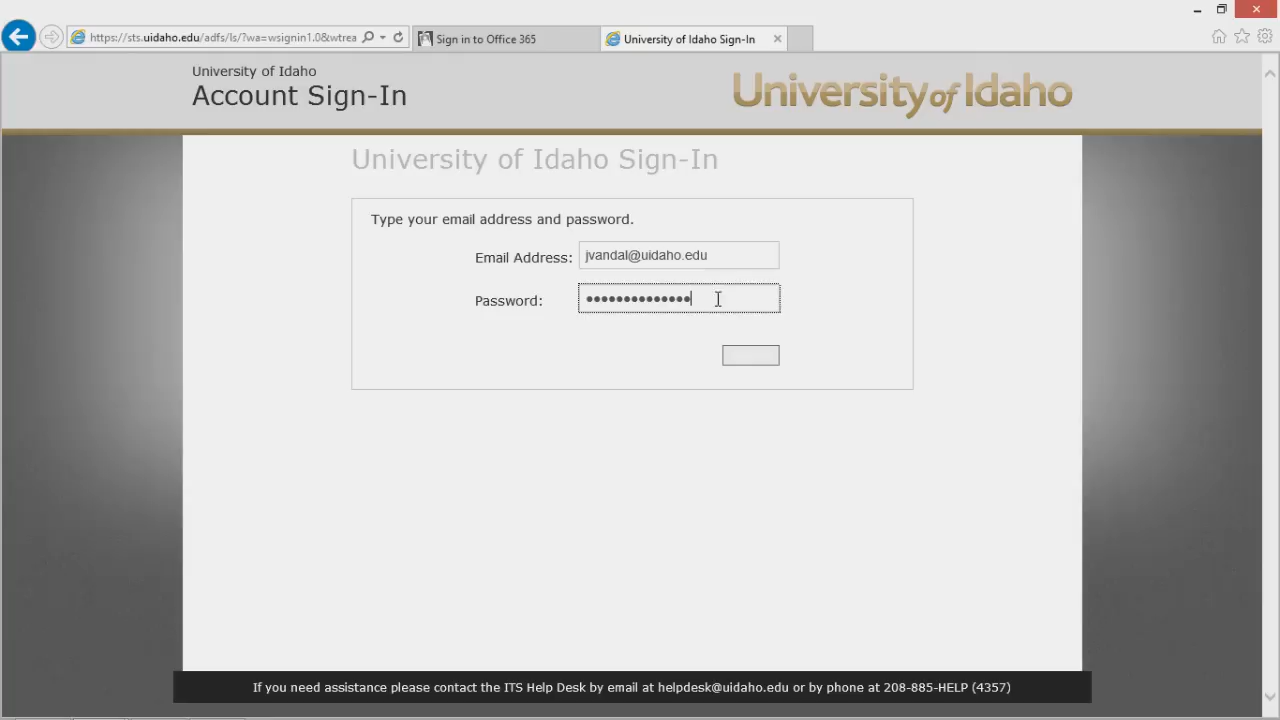 https://sts.uidaho.edu/adfs/ls/?wa=wsignin1.0&wtrea
Sign in to Office 365
University of Idaho Sign-In
University of Idaho
Account Sign-In
University of Idaho
University of Idaho Sign-In
Type your email address and password.
Email Address: jvandal@uidaho.edu
Password: ••••••••••••••
If you need assistance please contact the ITS Help Desk by email at helpdesk@uidaho.edu or by phone at 208-885-HELP (4357)